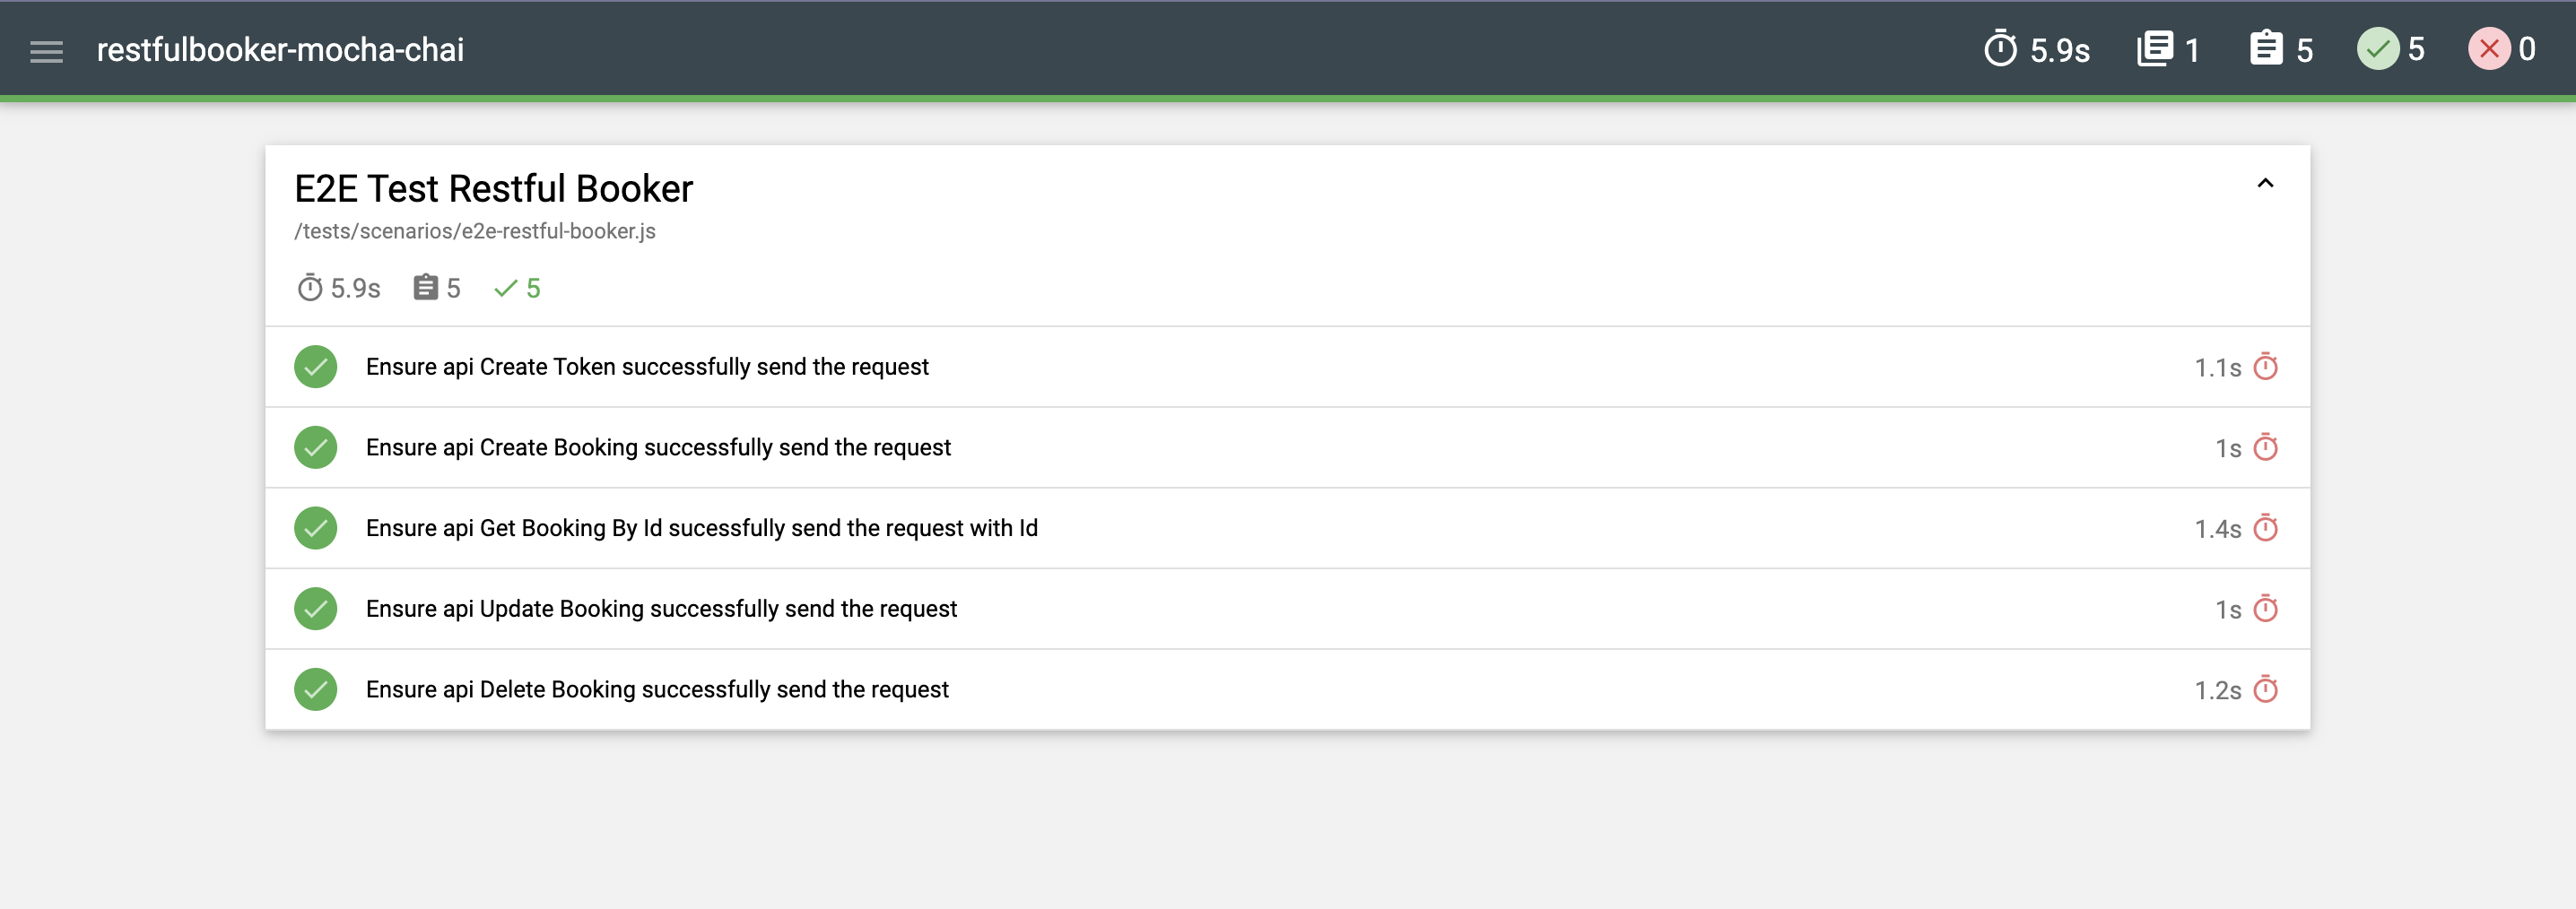 restfulbooker-mocha-chai 5.9s 1 5 5 0
E2E Test Restful Booker
/tests/scenarios/e2e-restful-booker.js
5.9s 5 5
Ensure api Create Token successfully send the request 1.1s
Ensure api Create Booking successfully send the request 1s
Ensure api Get Booking By Id sucessfully send the request with Id 1.4s
Ensure api Update Booking successfully send the request 1s
Ensure api Delete Booking successfully send the request 1.2s